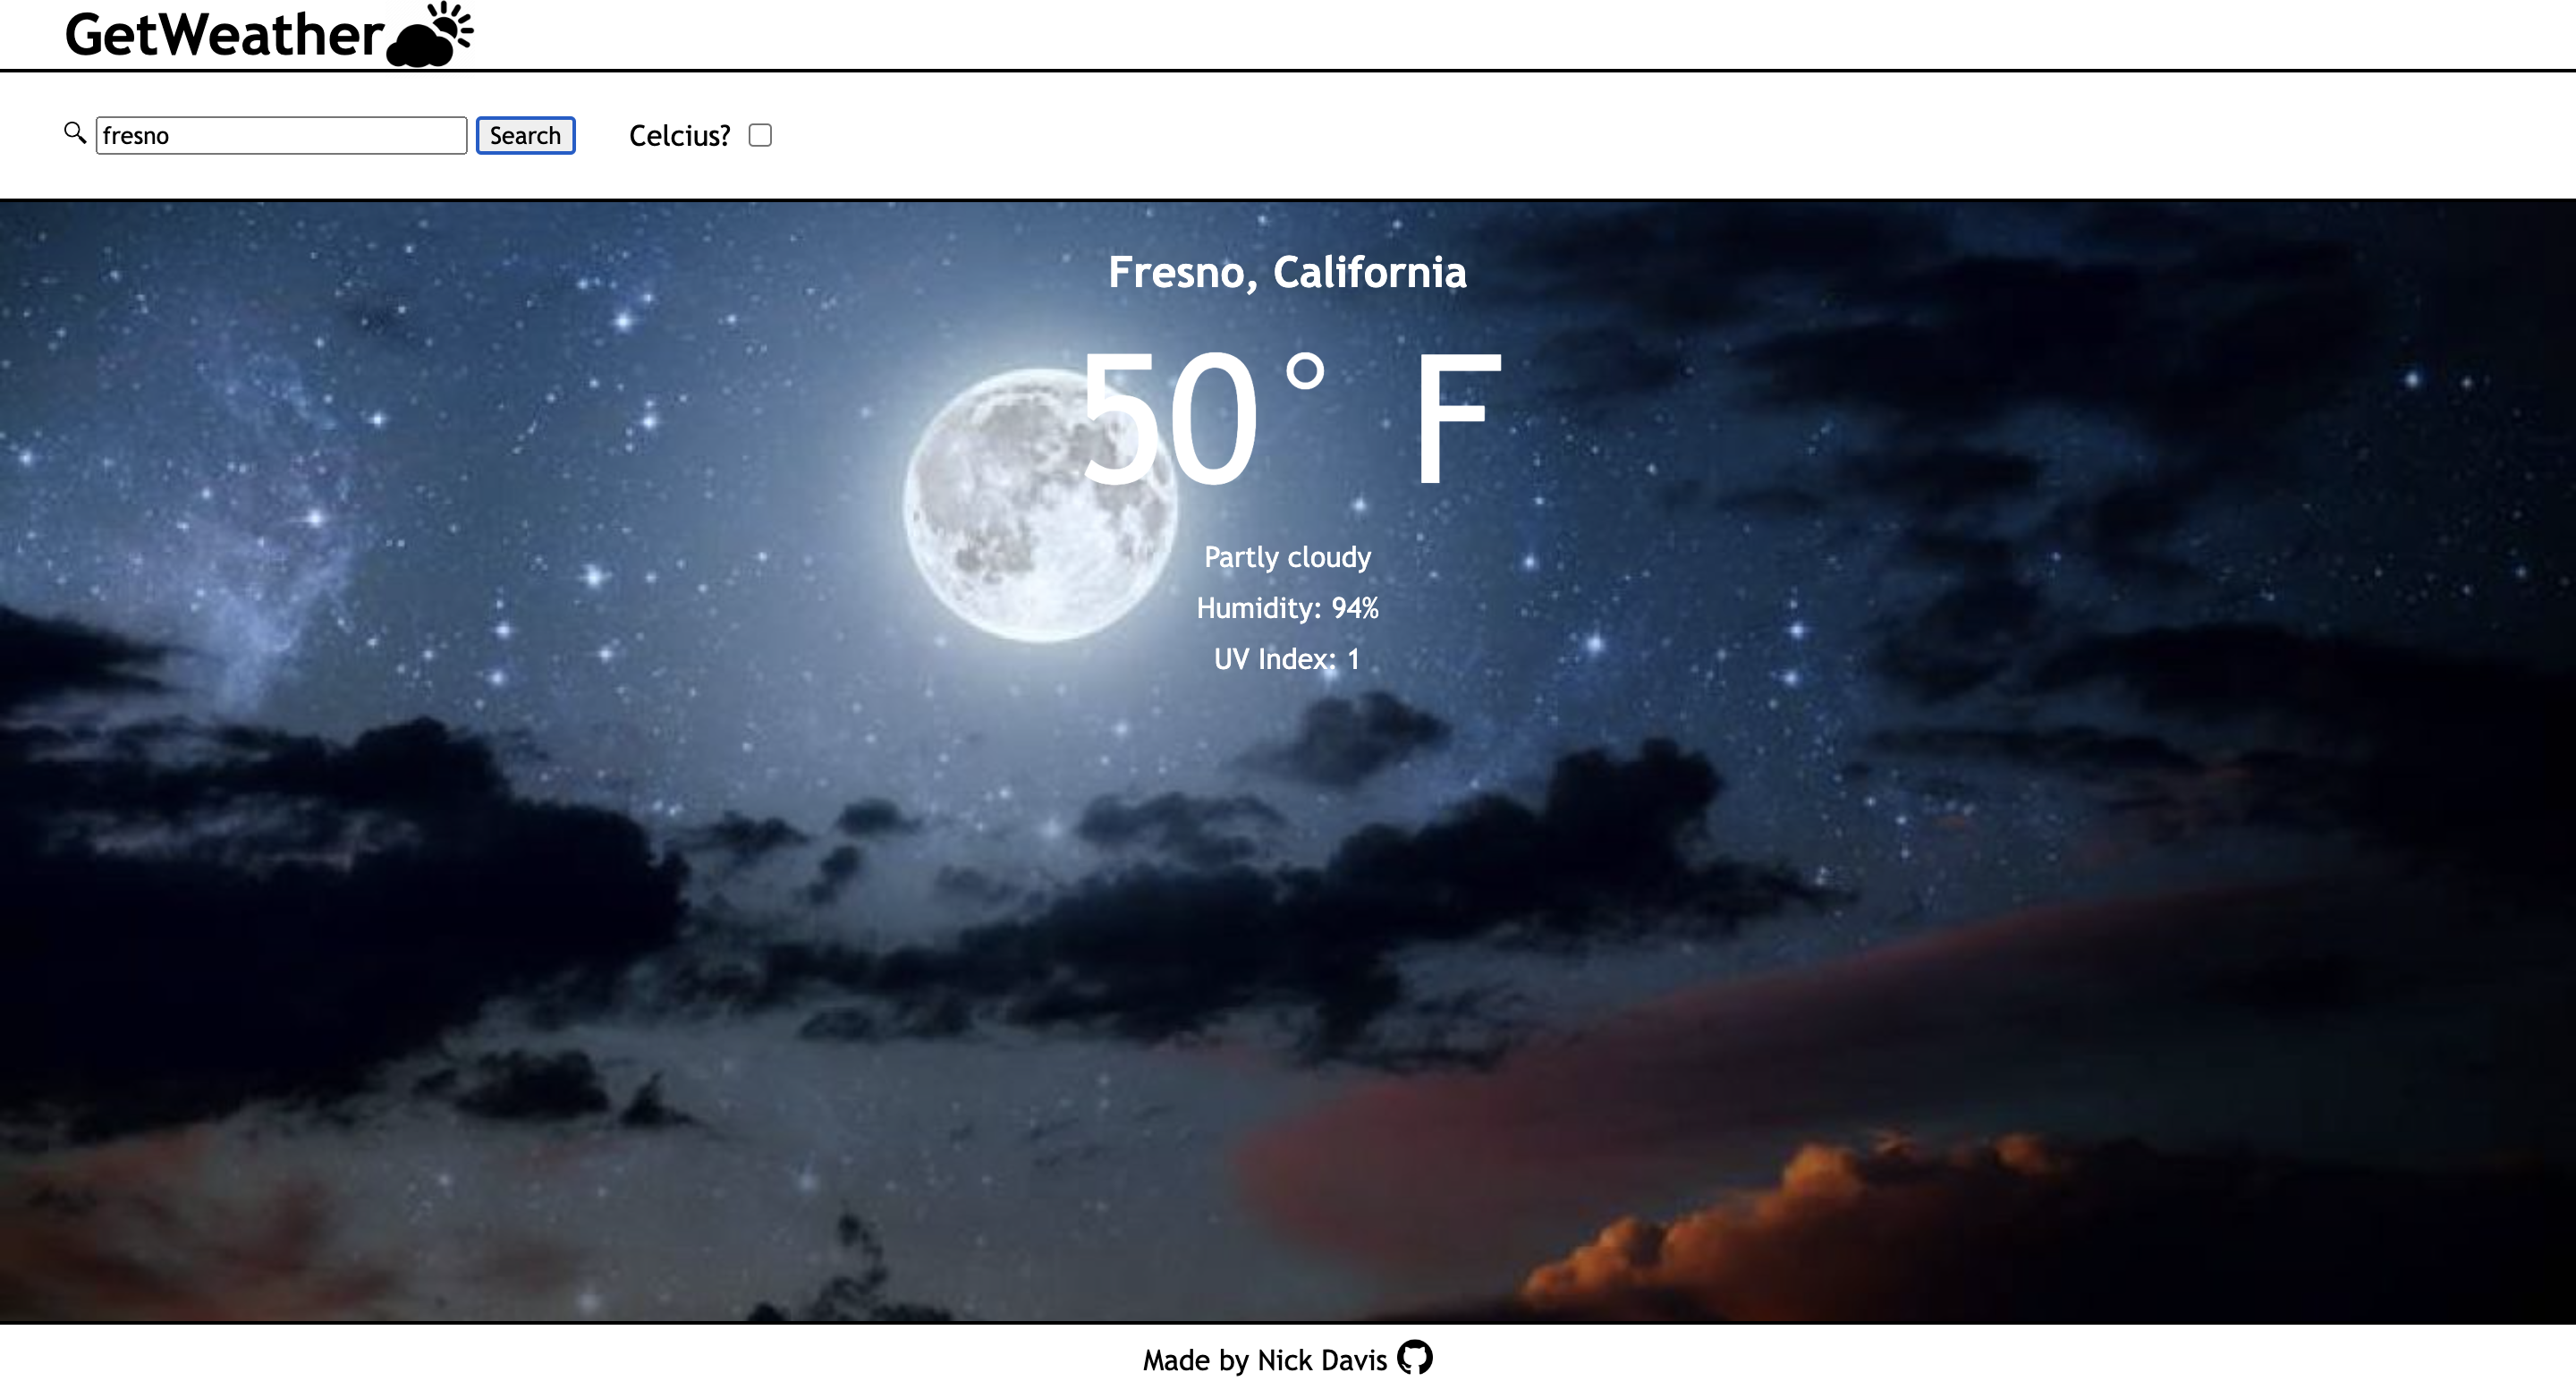 GetWeather
fresno Search Celcius?
Fresno, California
50° F
Partly cloudy
Humidity: 94%
UV Index: 1
Made by Nick Davis